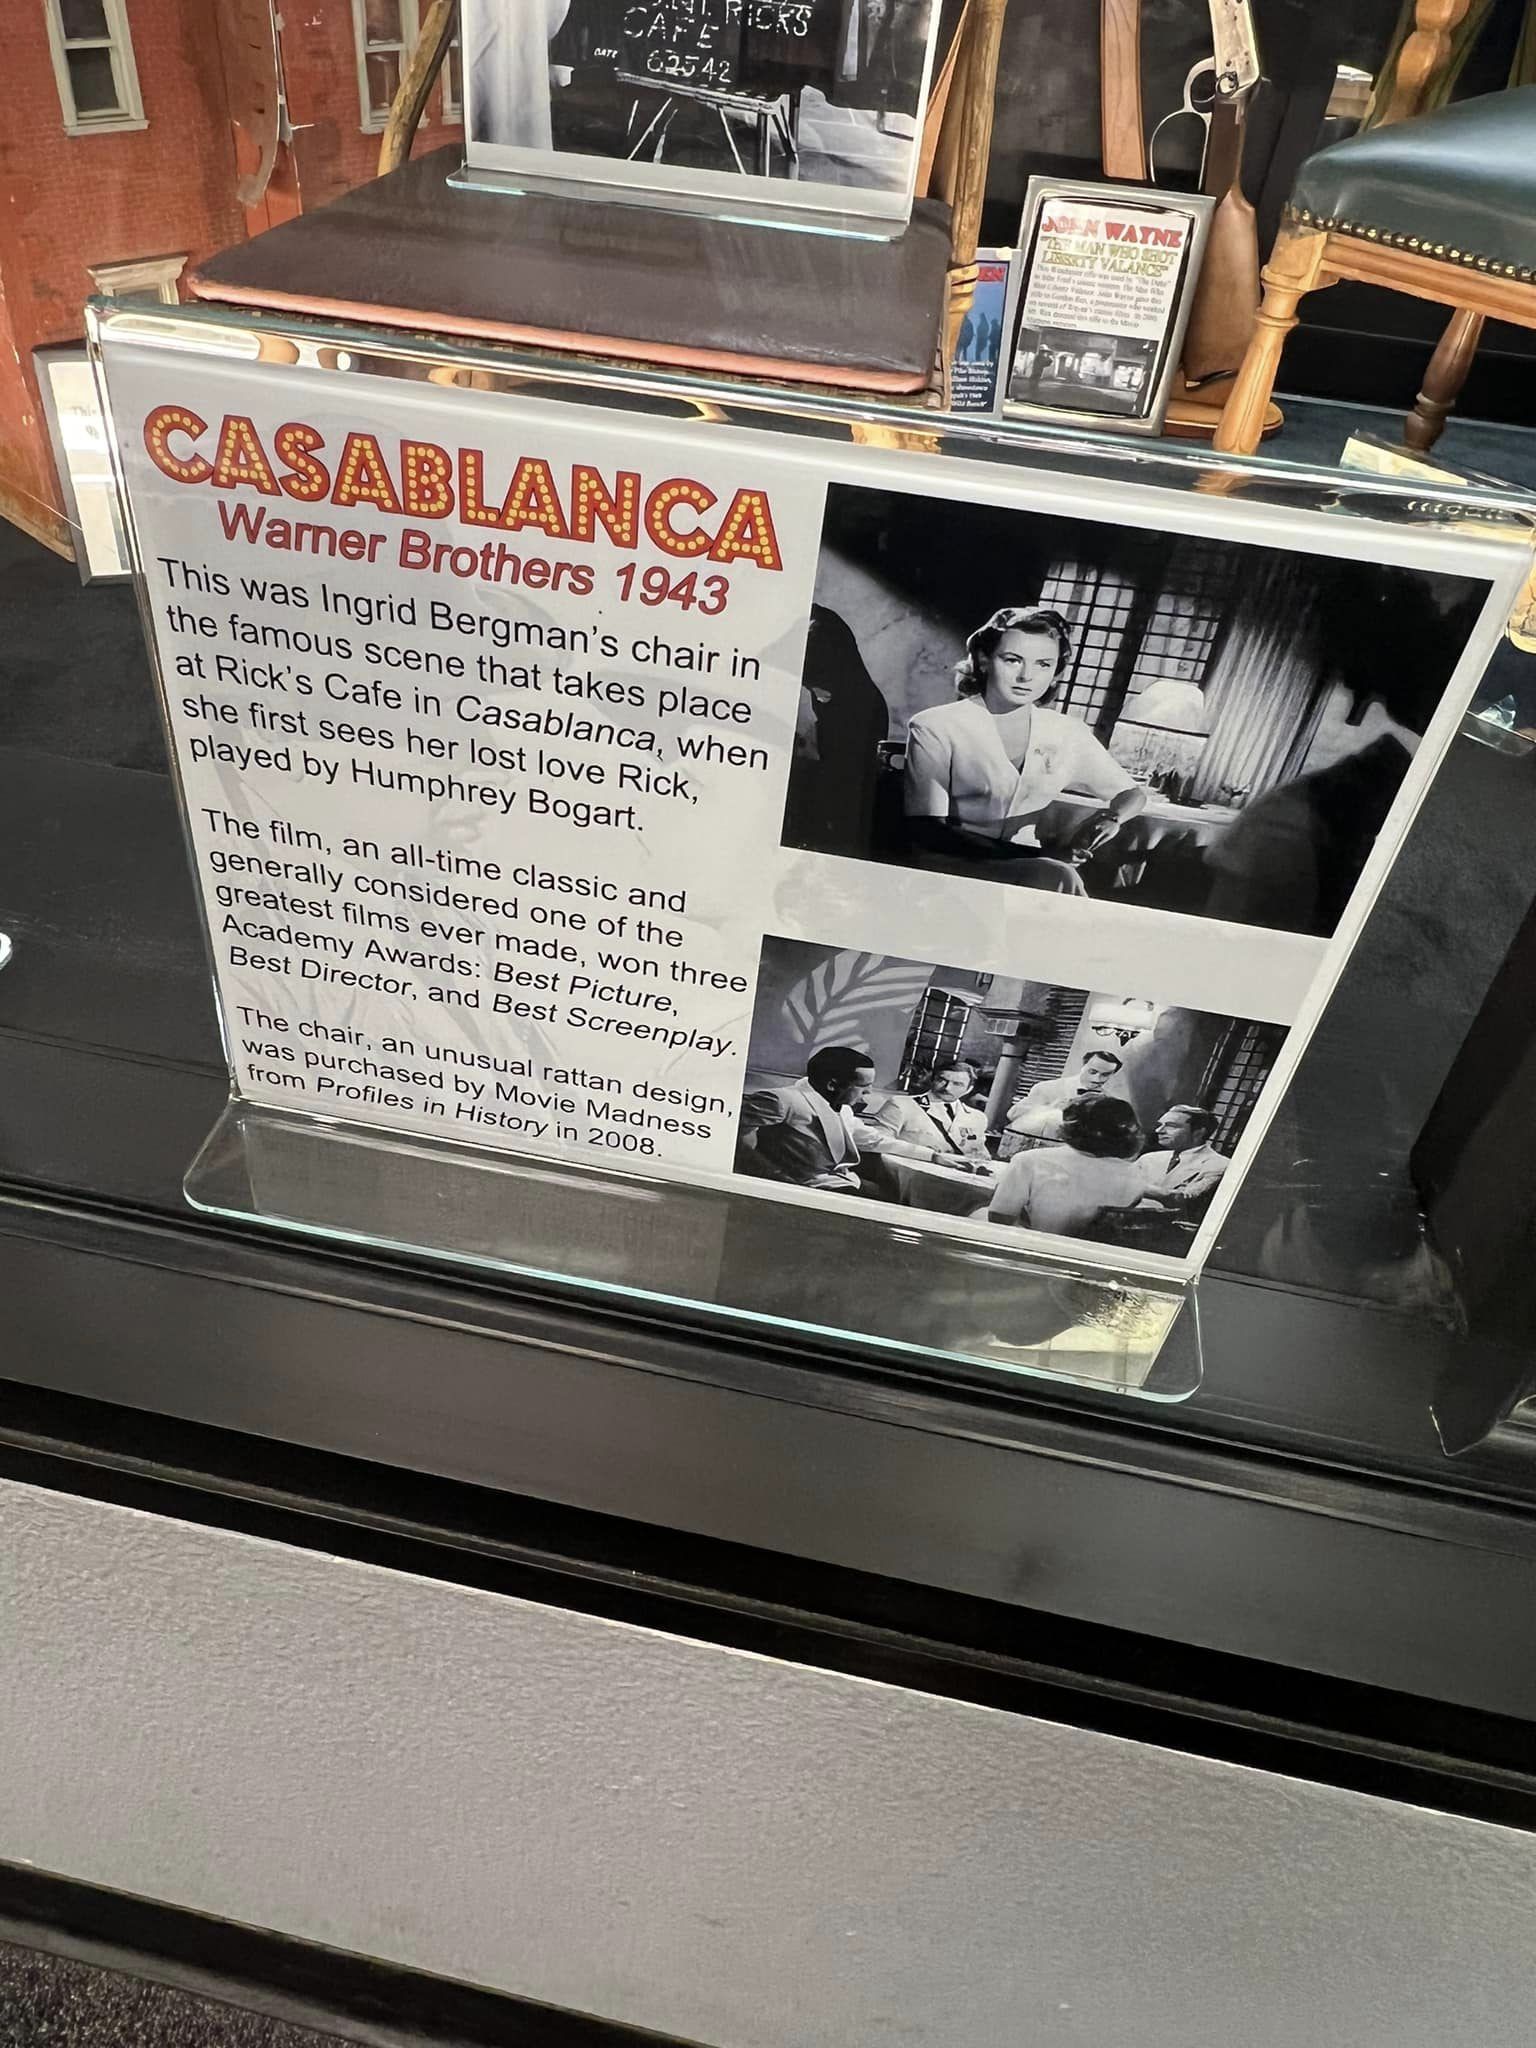 RICKS
CAFE
DATE
62542
JOHN WAYNE
"THE MAN WHO SHOT
LIBERTY VALANCE"
CASABLANCA
Warner Brothers 1943
This was Ingrid Bergman's chair in
the famous scene that takes place
at Rick's Cafe in Casablanca, when
she first sees her lost love Rick,
played by Humphrey Bogart.
The film, an all-time classic and
generally considered one of the
greatest films ever made, won three
Academy Awards: Best Picture,
Best Director, and Best Screenplay.
The chair, an unusual rattan design,
was purchased by Movie Madness
from Profiles in History in 2008.